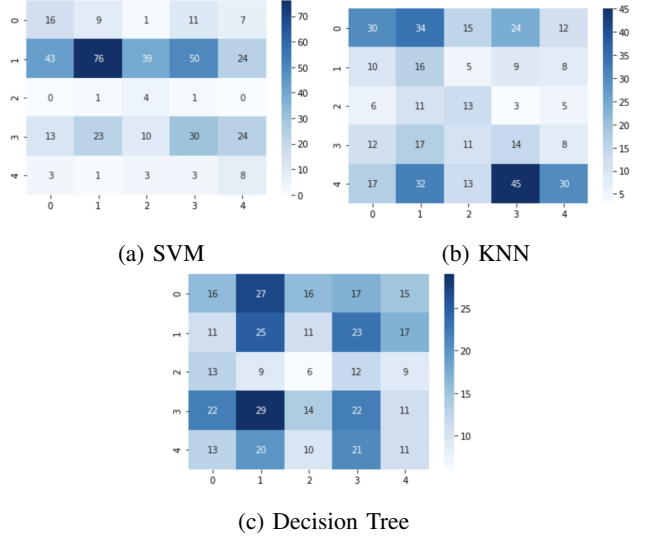 0 16 9 1 11 7
1 43 76 39 50 24
2 0 1 4 1 0
3 13 23 10 30 24
4 3 1 3 3 8
0 1 2 3 4
70
60
50
40
30
20
10
0
(a) SVM
0 30 34 15 24 12
1 10 16 5 9 8
2 6 11 13 3 5
3 12 17 11 14 8
4 17 32 13 45 30
0 1 2 3 4
45
40
35
30
25
20
15
10
5
(b) KNN
0 16 27 16 17 15
1 11 25 11 23 17
2 13 9 6 12 9
3 22 29 14 22 11
4 13 20 10 21 11
0 1 2 3 4
25
20
15
10
(c) Decision Tree